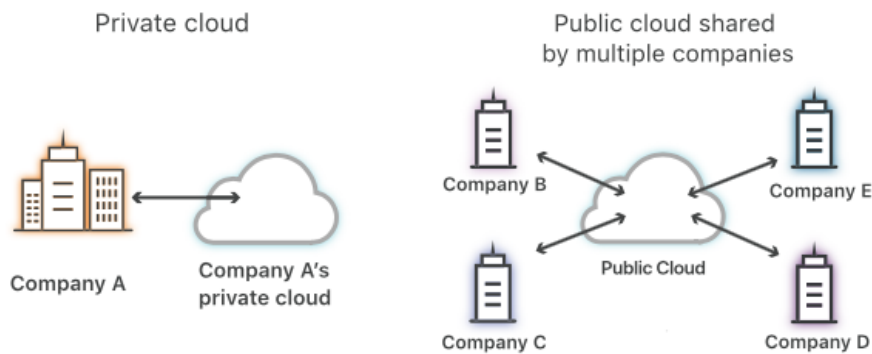 Private cloud
Company A
Company A's
private cloud
Public cloud shared
by multiple companies
Company B
Company E
Public Cloud
Company C
Company D